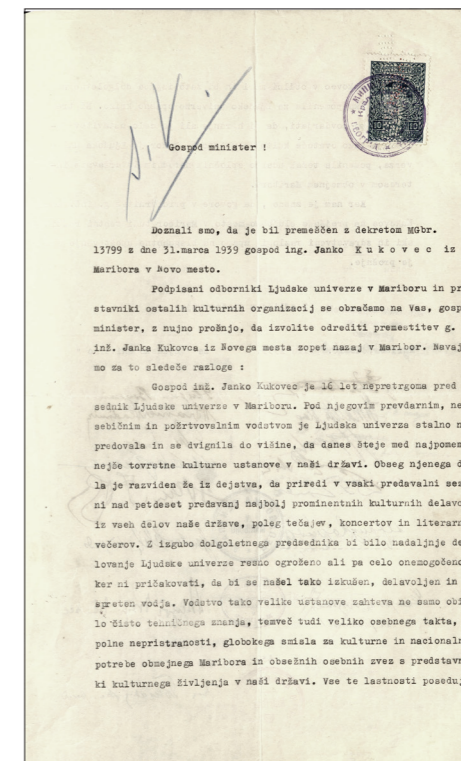 Gospod minister !
Doznali smo, da je bil premeščen z dekretom MGbr.
13799 z dne 31.marca 1939 gospod ing. Janko K u k o v e c iz
Maribora v Novo mesto.
Podpisani odborniki Ljudske univerze v Mariboru in pr
stavniki ostalih kulturnih organizacij se obračamo na Vas, gosp
minister, z nujno prošnjo, da izvolite odrediti premestitev g.
inž. Janka Kukovca iz Novega mesta zopet nazaj v Maribor. Navaj
mo za to sledeče razloge :
Gospod inž. Janko Kukovec je 16 let nepretrgoma pred
sednik Ljudske univerze v Mariboru. Pod njegovim prevdarnim, ne
sebičnim in požrtvovalnim vodstvom je Ljudska univerza stalno n
predovala in se dvignila do višine, da danes šteje med najpomem
nejše tovrstne kulturne ustanove v naši državi. Obseg njenega d
la je razviden že iz dejstva, da priredi v vsaki predavalni sez
ni nad petdeset predavanj najbolj prominentnih kulturnih delavc
iz vseh delov naše države, poleg tečajev, koncertov in literarn
večerov. Z izgubo dolgoletnega predsednika bi bilo nadaljnje de
lovanje Ljudske univerze resno ogroženo ali pa celo onemogočeno
ker ni pričakovati, da bi se našel tako izkušen, delavoljen in
spreten vodja. Vodstvo tako velike ustanove zahteva ne samo obi
lo čisto tehničnega znanja, temveč tudi veliko osebnega takta,
polne nepristranosti, globokega smisla za kulturne in nacionaln
potrebe obmejnega Maribora in obsežnih osebnih zvez s predstavn
ki kulturnega življenja v naši državi. Vse te lastnosti poseduj